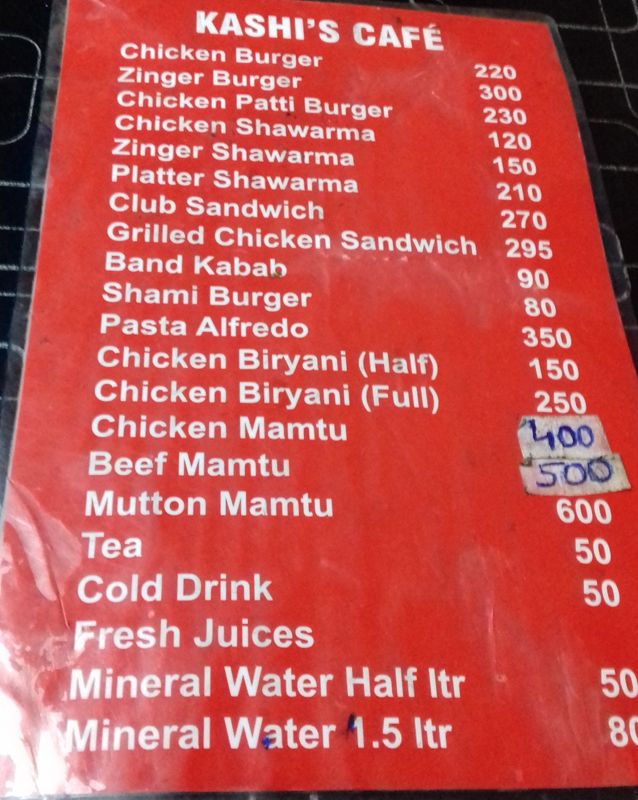 KASHI'S CAFÉ
Chicken Burger 220
Zinger Burger 300
Chicken Patti Burger 230
Chicken Shawarma 120
Zinger Shawarma 150
Platter Shawarma 210
Club Sandwich 270
Grilled Chicken Sandwich 295
Band Kabab 90
Shami Burger 80
Pasta Alfredo 350
Chicken Biryani (Half) 150
Chicken Biryani (Full) 250
Chicken Mamtu 400
Beef Mamtu 500
Mutton Mamtu 600
Tea 50
Cold Drink 50
Fresh Juices
Mineral Water Half ltr 50
Mineral Water 1.5 ltr 80